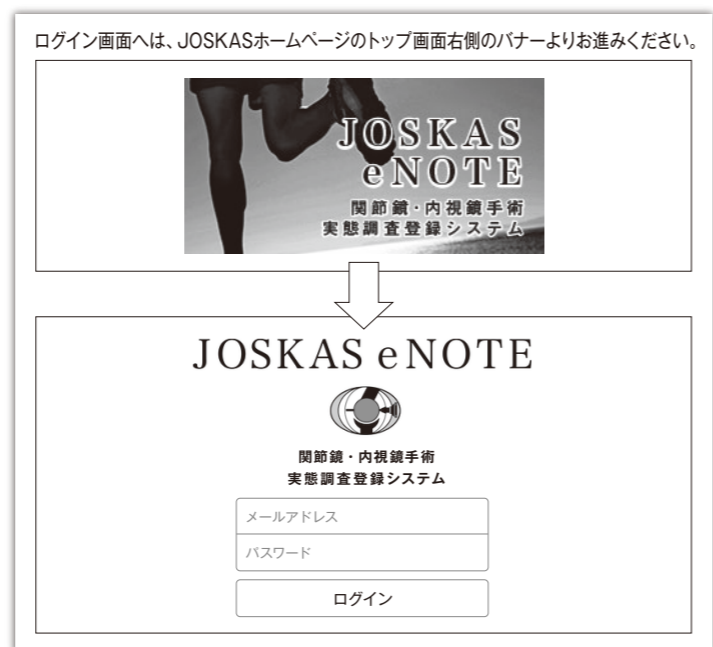 ログイン画面へは、JOSKASホームページのトップ画面右側のバナーよりお進みください。
JOSKAS
eNOTE
関節鏡・内視鏡手術
実態調査登録システム
JOSKAS eNOTE
関節鏡・内視鏡手術
実態調査登録システム
メールアドレス
パスワード
ログイン